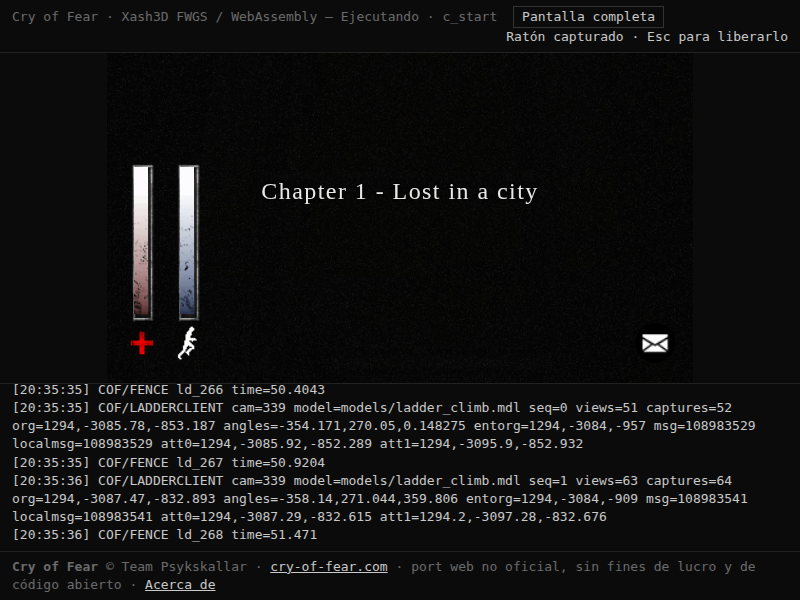 Cry of Fear · Xash3D FWGS / WebAssembly — Ejecutando · c_start Pantalla completa
Ratón capturado · Esc para liberarlo
Chapter 1 - Lost in a city
[20:35:35] COF/FENCE ld_266 time=50.4043
[20:35:35] COF/LADDERCLIENT cam=339 model=models/ladder_climb.mdl seq=0 views=51 captures=52
org=1294,-3085.78,-853.187 angles=-354.171,270.05,0.148275 entorg=1294,-3084,-957 msg=108983529
localmsg=108983529 att0=1294,-3085.92,-852.289 att1=1294,-3095.9,-852.932
[20:35:35] COF/FENCE ld_267 time=50.9204
[20:35:36] COF/LADDERCLIENT cam=339 model=models/ladder_climb.mdl seq=1 views=63 captures=64
org=1294,-3087.47,-832.893 angles=-358.14,271.044,359.806 entorg=1294,-3084,-909 msg=108983541
localmsg=108983541 att0=1294,-3087.29,-832.615 att1=1294.2,-3097.28,-832.676
[20:35:36] COF/FENCE ld_268 time=51.471
Cry of Fear © Team Psykskallar · cry-of-fear.com · port web no oficial, sin fines de lucro y de
código abierto · Acerca de